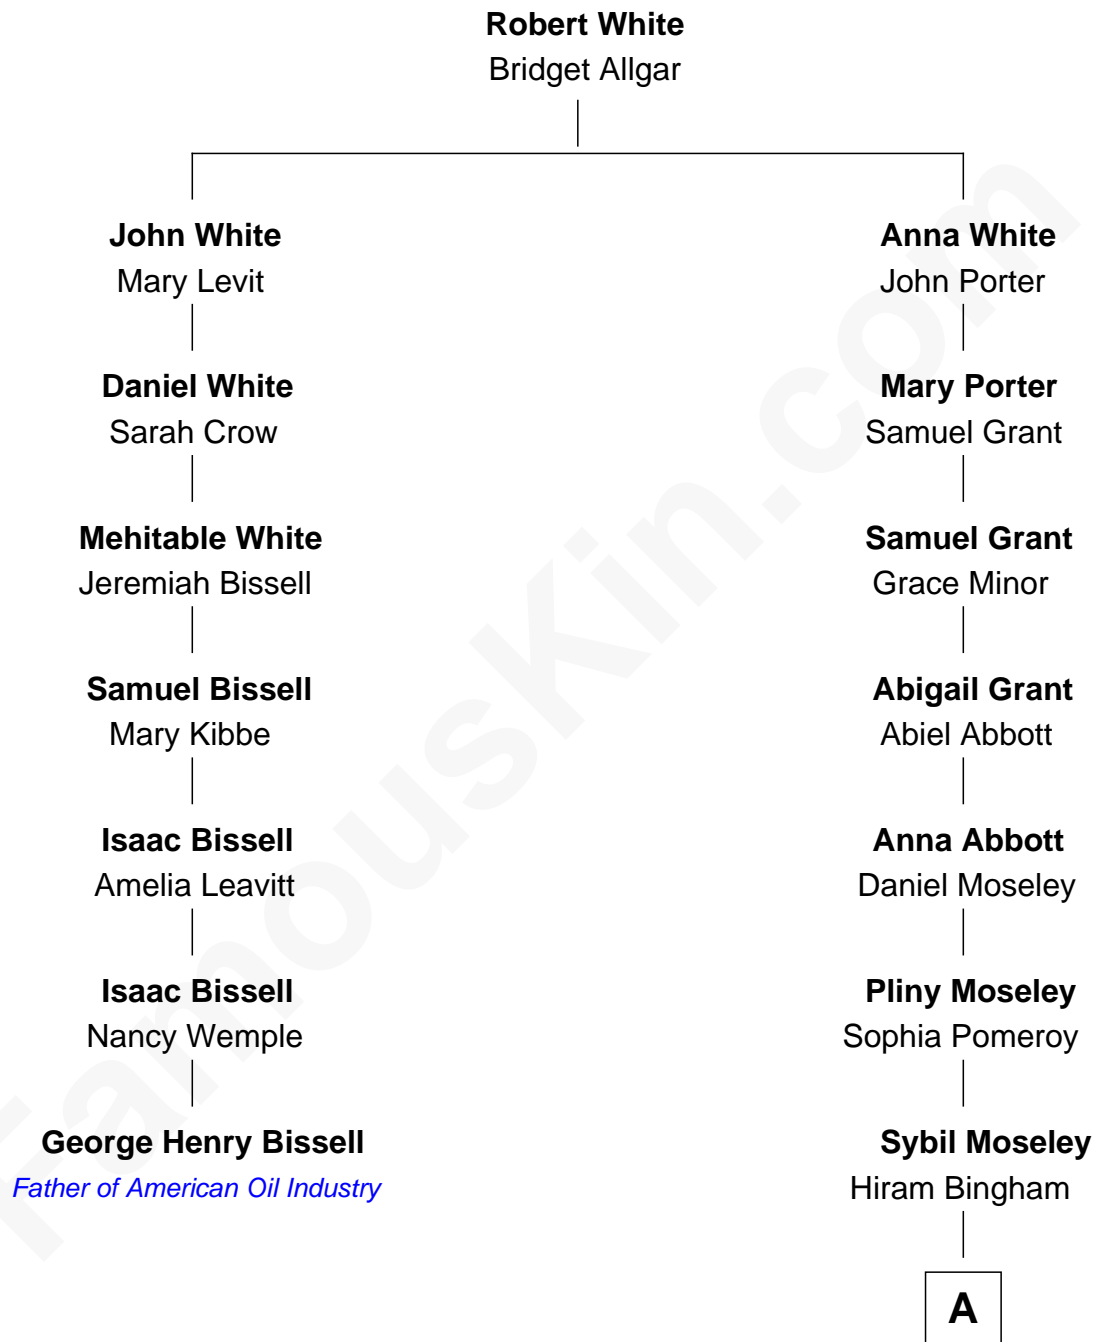 Robert White
Bridget Allgar
John White
Mary Levit
Anna White
John Porter
Daniel White
Sarah Crow
Mary Porter
Samuel Grant
Mehitable White
Jeremiah Bissell
Samuel Grant
Grace Minor
Samuel Bissell
Mary Kibbe
Abigail Grant
Abiel Abbott
Isaac Bissell
Amelia Leavitt
Anna Abbott
Daniel Moseley
Isaac Bissell
Nancy Wemple
Pliny Moseley
Sophia Pomeroy
George Henry Bissell
Father of American Oil Industry
Sybil Moseley
Hiram Bingham
A
FamousKin.com